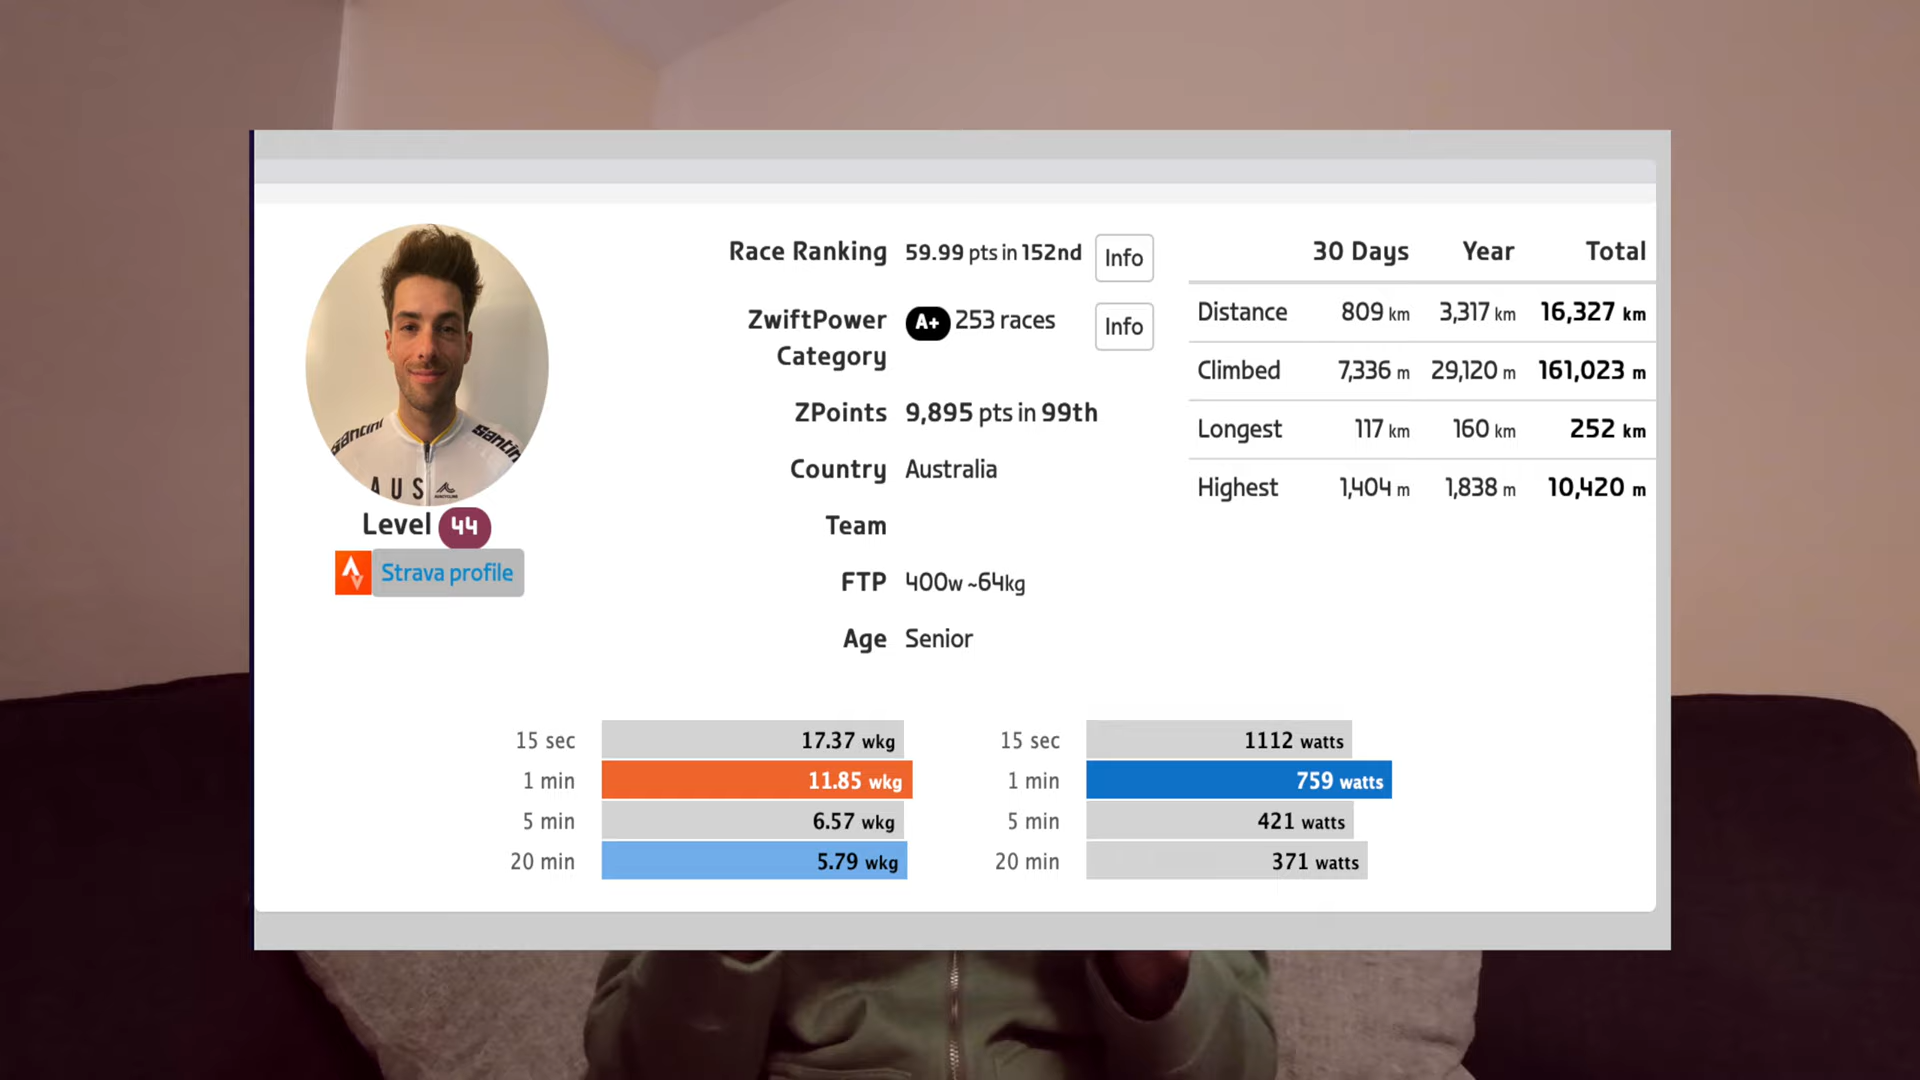 Santini
Santin
AUS
Level 44
Strava profile
Race Ranking 59.99 pts in 152nd Info
ZwiftPower Category A+ 253 races Info
ZPoints 9,895 pts in 99th
Country Australia
Team
FTP 400w ~64kg
Age Senior
30 Days Year Total
Distance 809 km 3,317 km 16,327 km
Climbed 7,336 m 29,120 m 161,023 m
Longest 117 km 160 km 252 km
Highest 1,404 m 1,838 m 10,420 m
15 sec 17.37 wkg
1 min 11.85 wkg
5 min 6.57 wkg
20 min 5.79 wkg
15 sec 1112 watts
1 min 759 watts
5 min 421 watts
20 min 371 watts